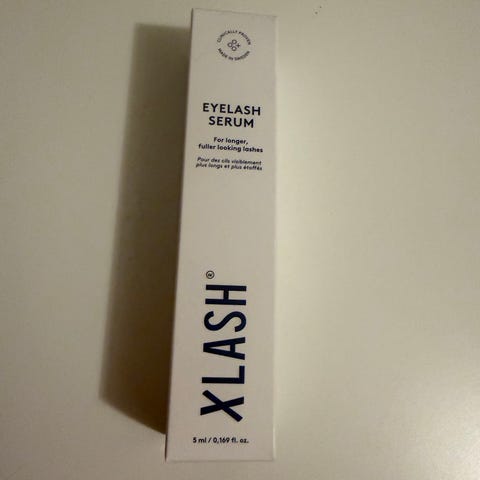 CLINICALLY PROVEN
MADE IN SWEDEN
EYELASH
SERUM
For longer,
fuller looking lashes
Pour des cils visiblement
plus longs et plus étoffés
XLASH®
5 ml / 0,169 fl. oz.